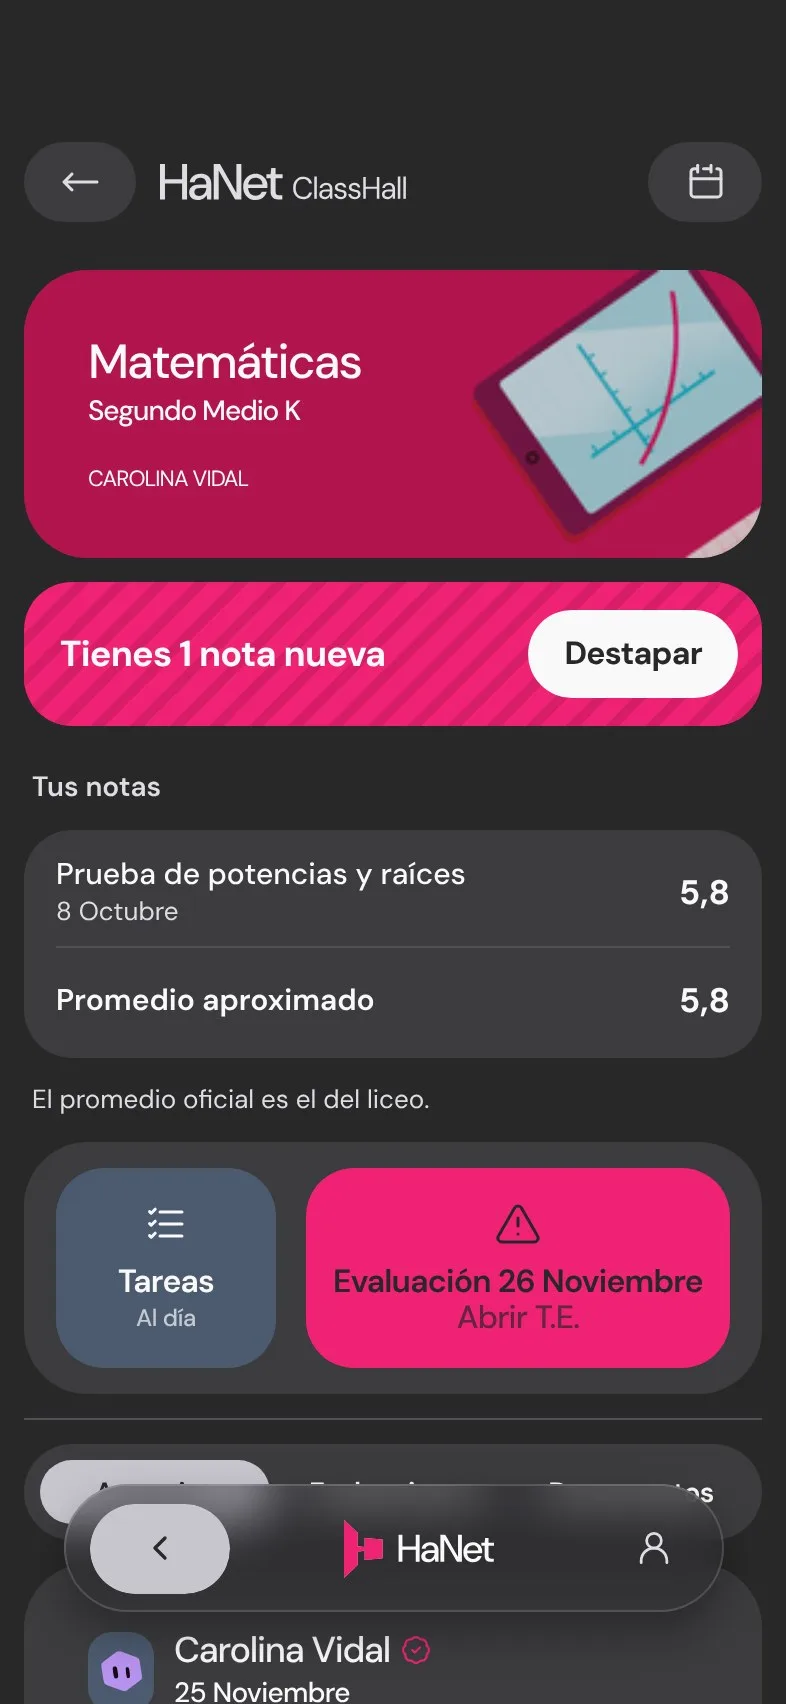 HaNet ClassHall
Matemáticas
Segundo Medio K
CAROLINA VIDAL
Tienes 1 nota nueva
Destapar
Tus notas
Prueba de potencias y raíces
8 Octubre
5,8
Promedio aproximado
5,8
El promedio oficial es el del liceo.
Tareas
Al día
Evaluación 26 Noviembre
Abrir T.E.
HaNet
Carolina Vidal
25 Noviembre